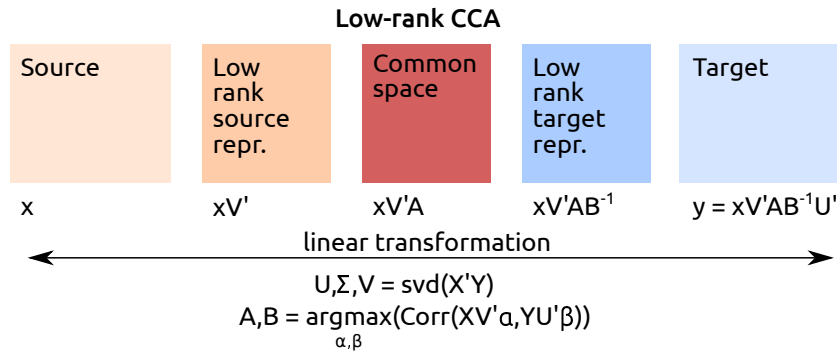 Low-rank CCA
Source
Low
rank
source
repr.
Common
space
Low
rank
target
repr.
Target
x
xV'
xV'A
xV'AB⁻¹
y = xV'AB⁻¹U'
linear transformation
U,Σ,V = svd(X'Y)
A,B = argmax(Corr(XV'α,YU'β))
α,β